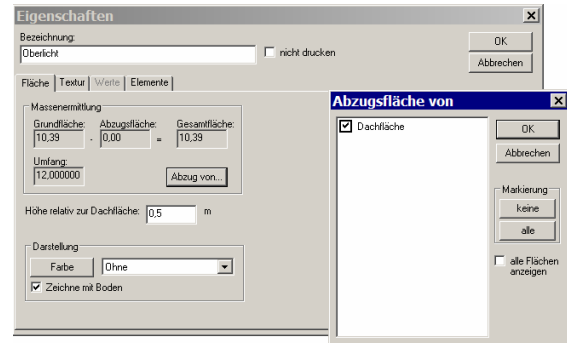 Eigenschaften
Bezeichnung:
Oberlicht
nicht drucken
OK
Abbrechen
Fläche Textur Werte Elemente
Massenermittlung
Grundfläche: Abzugsfläche: Gesamtfläche:
10,39 - 0,00 = 10,39
Umfang:
12,000000 Abzug von...
Höhe relativ zur Dachfläche: 0,5 m
Darstellung
Farbe Ohne
Zeichne mit Boden
Abzugsfläche von
Dachfläche
OK
Abbrechen
Markierung
keine
alle
alle Flächen
anzeigen